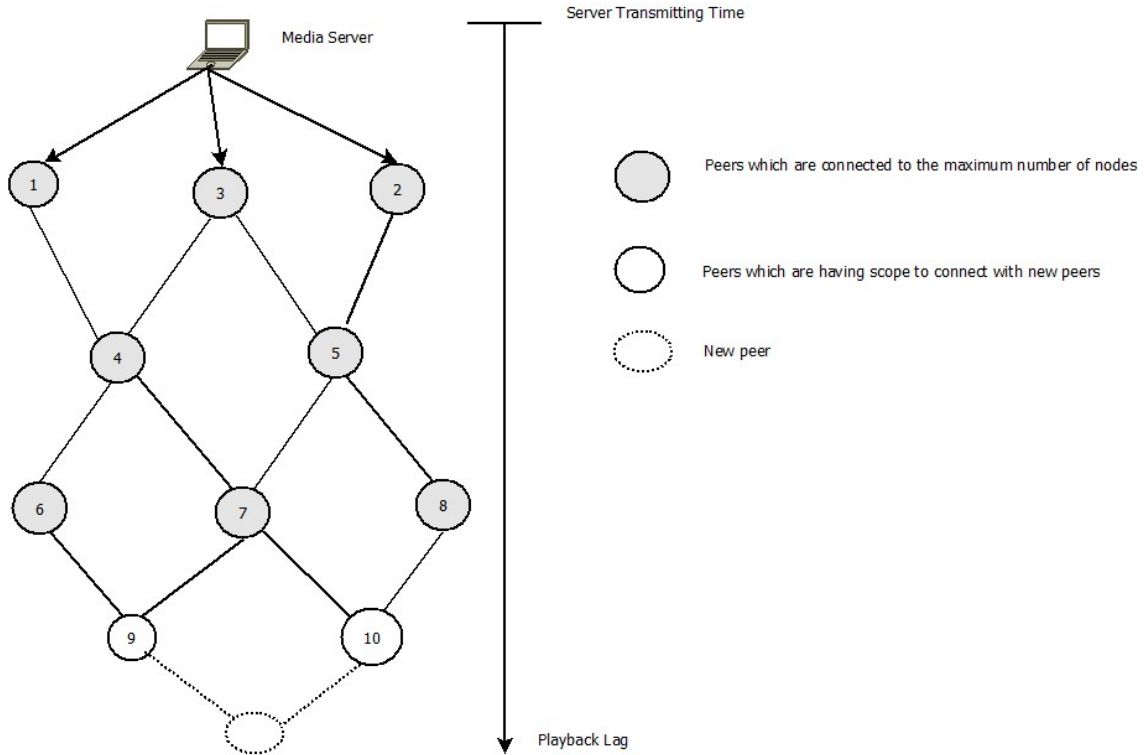 Server Transmitting Time
Media Server
1
3
2
Peers which are connected to the maximum number of nodes
Peers which are having scope to connect with new peers
4
5
New peer
6
7
8
9
10
Playback Lag